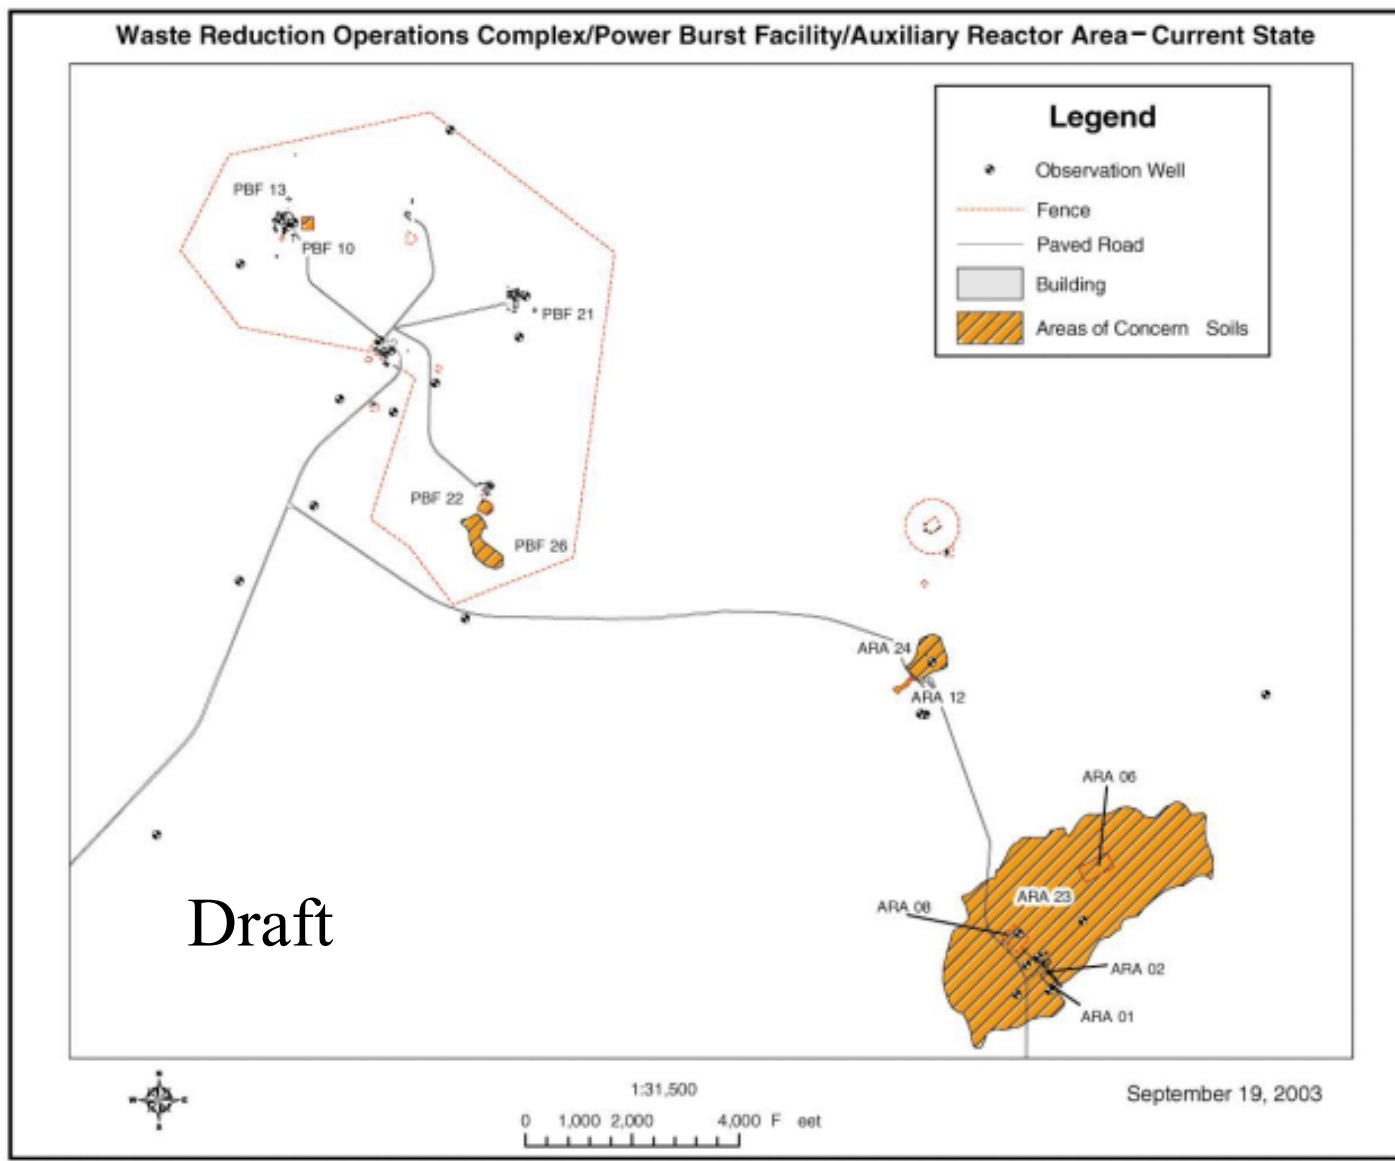 Waste Reduction Operations Complex/Power Burst Facility/Auxiliary Reactor Area−Current State
Legend
Observation Well
Fence
Paved Road
Building
Areas of Concern Soils
PBF 13
PBF 10
PBF 21
PBF 22
PBF 26
ARA 24
ARA 12
ARA 06
ARA 23
ARA 08
ARA 02
ARA 01
Draft
N
W E
S
1:31,500
0 1,000 2,000 4,000 F eet
September 19, 2003